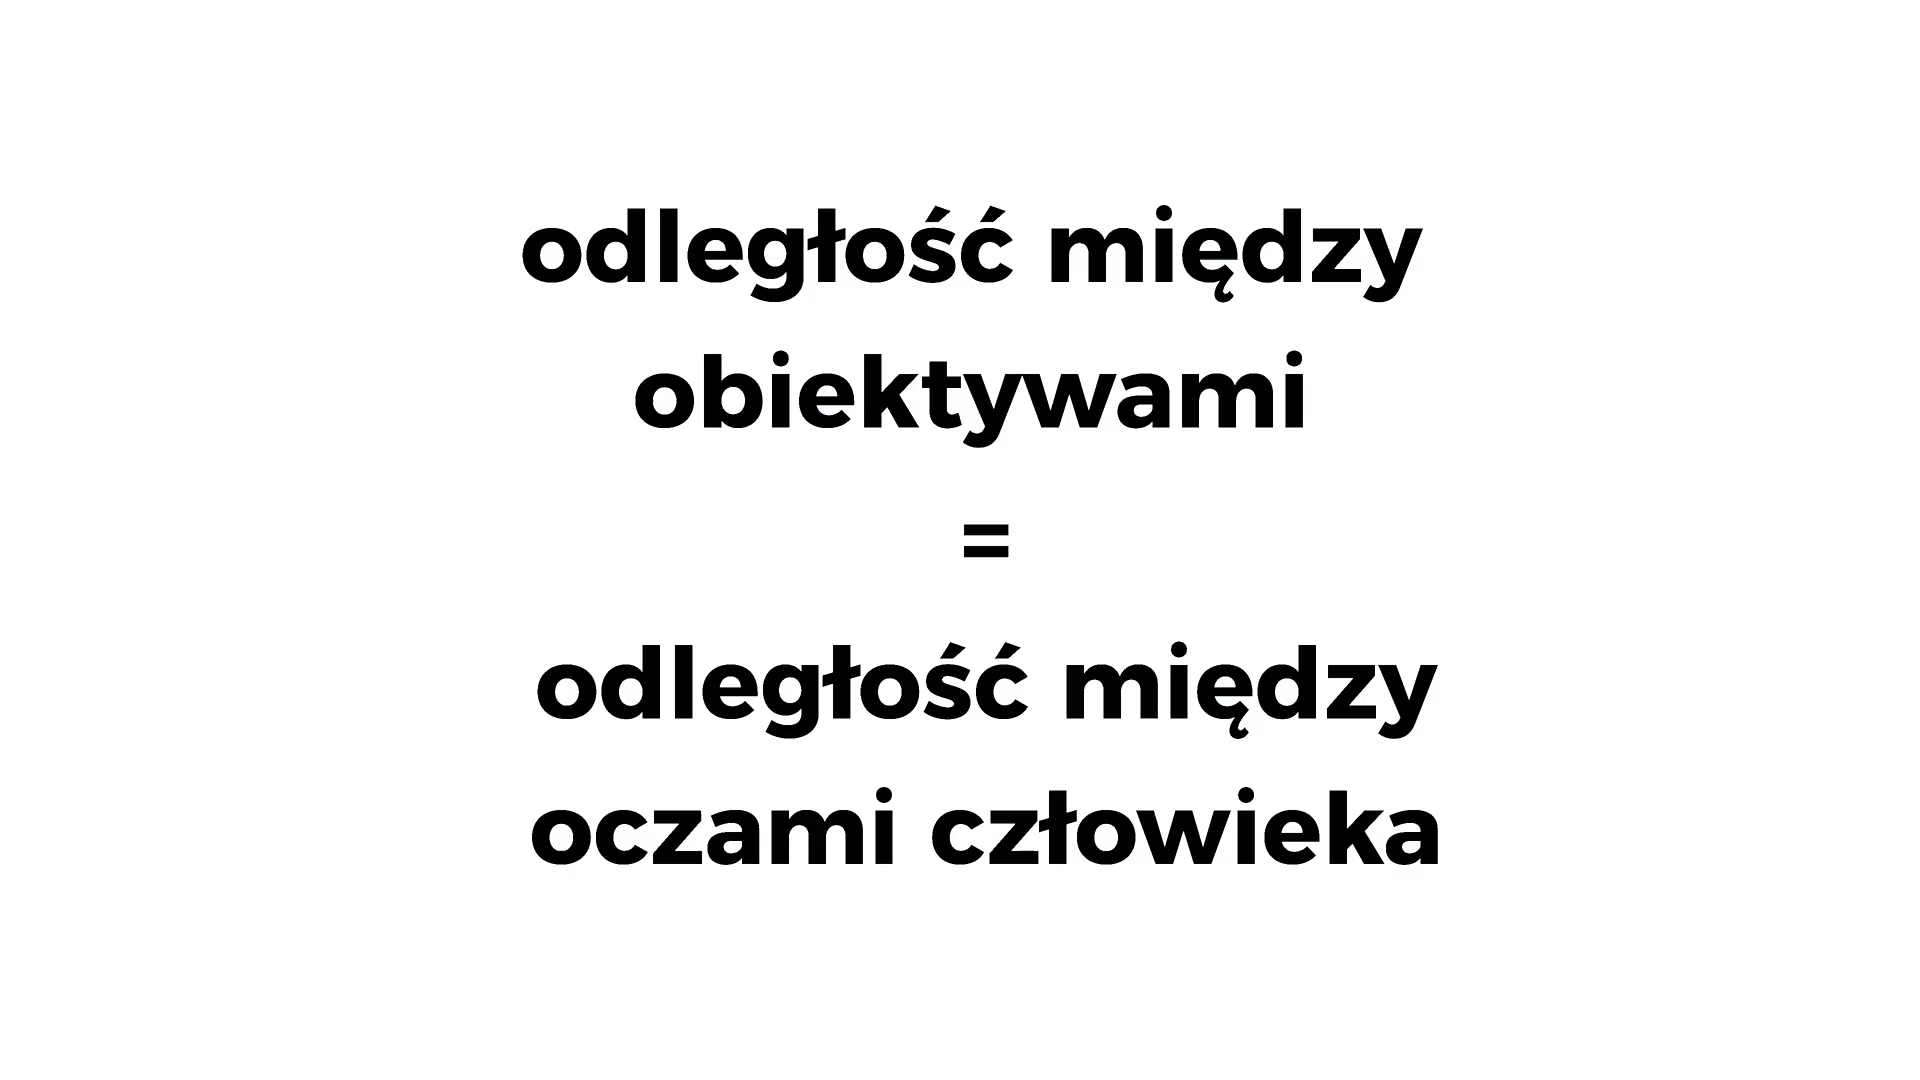 odległość między
obiektywami
=
odległość między
oczami człowieka